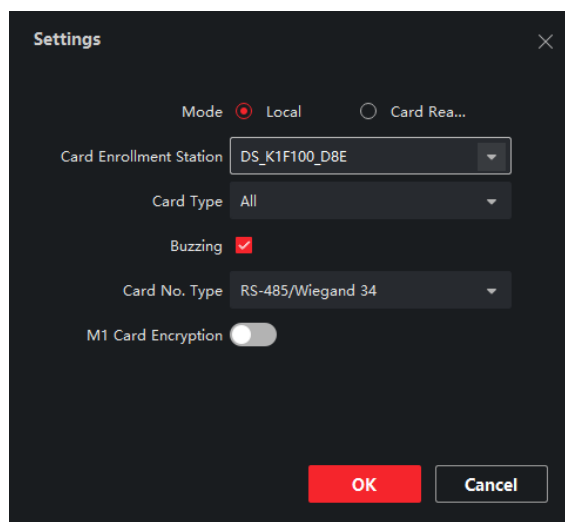 Settings
Mode Local Card Rea...
Card Enrollment Station DS_K1F100_D8E
Card Type All
Buzzing
Card No. Type RS-485/Wiegand 34
M1 Card Encryption
OK Cancel